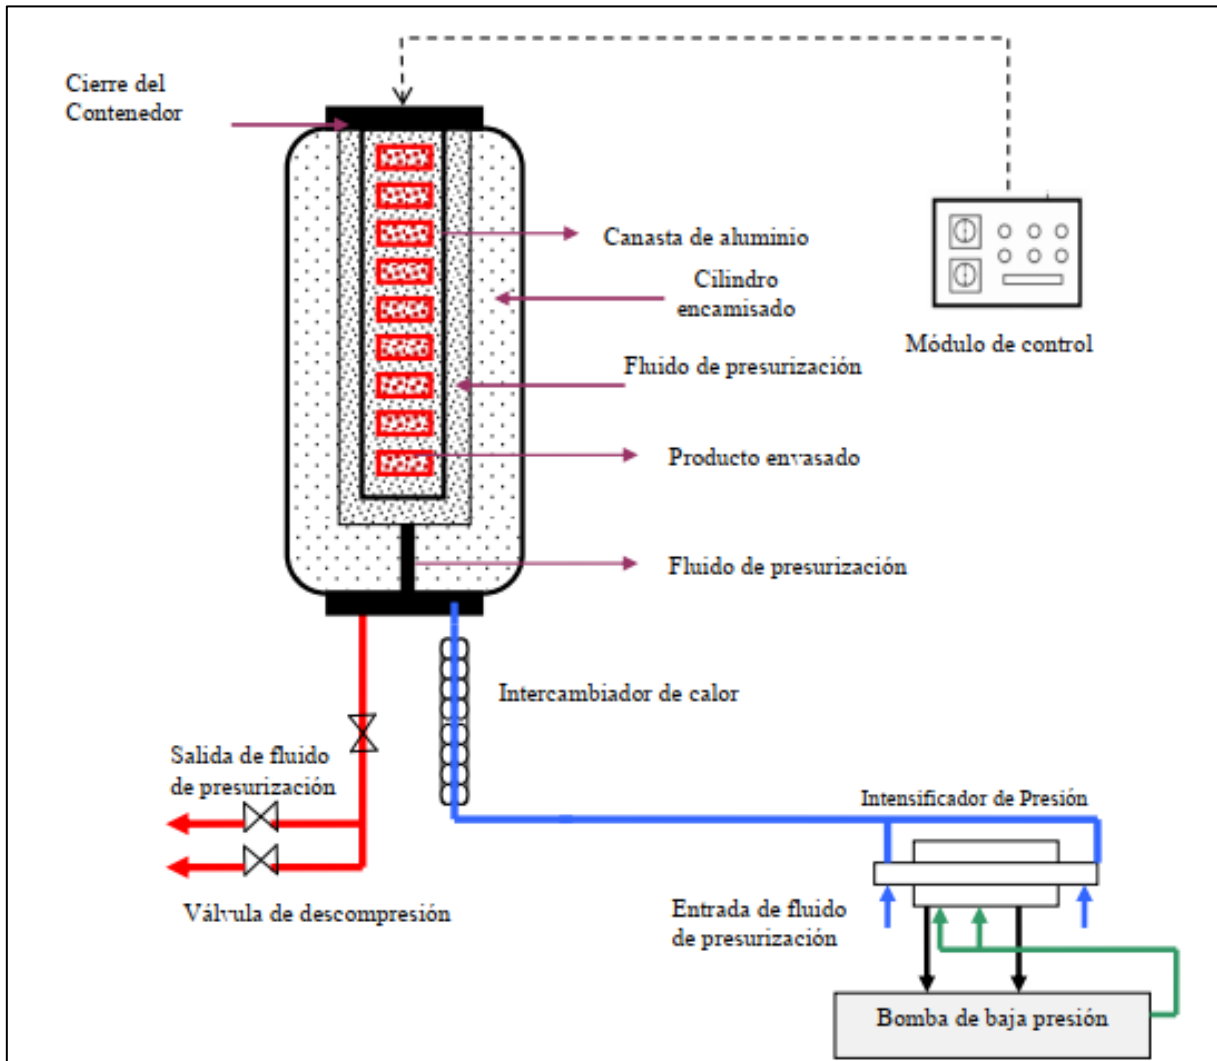 Cierre del
Contenedor
Canasta de aluminio
Cilindro
encamisado
Módulo de control
Fluido de presurización
Producto envasado
Fluido de presurización
Intercambiador de calor
Salida de fluido
de presurización
Intensificador de Presión
Válvula de descompresión
Entrada de fluido
de presurización
Bomba de baja presión